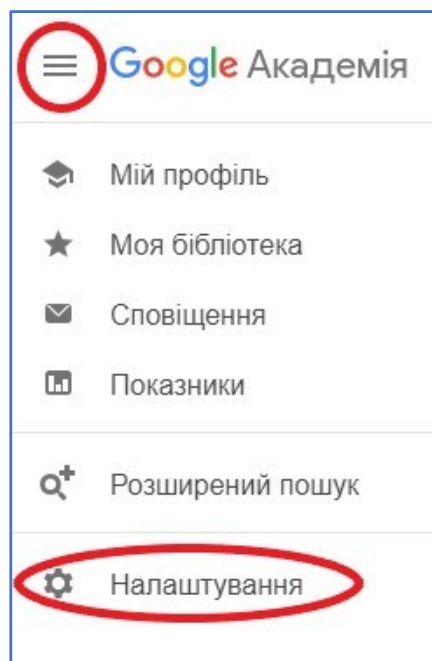 Google Академія
Мій профіль
Моя бібліотека
Сповіщення
Показники
Розширений пошук
Налаштування